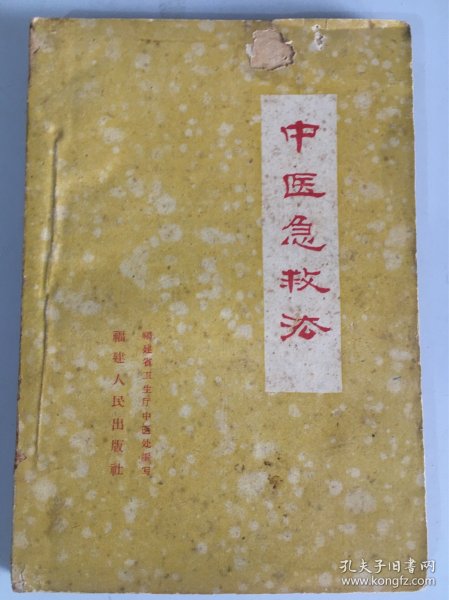 中医急救法
福建省卫生厅中医处编写
福建人民出版社
孔夫子旧书网
www.kongfz.com